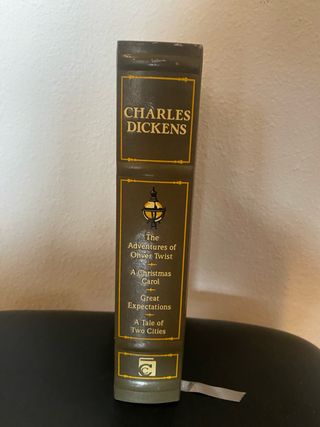 CHARLES
DICKENS
The
Adventures of
Oliver Twist
A Christmas
Carol
Great
Expectations
A Tale of
Two Cities